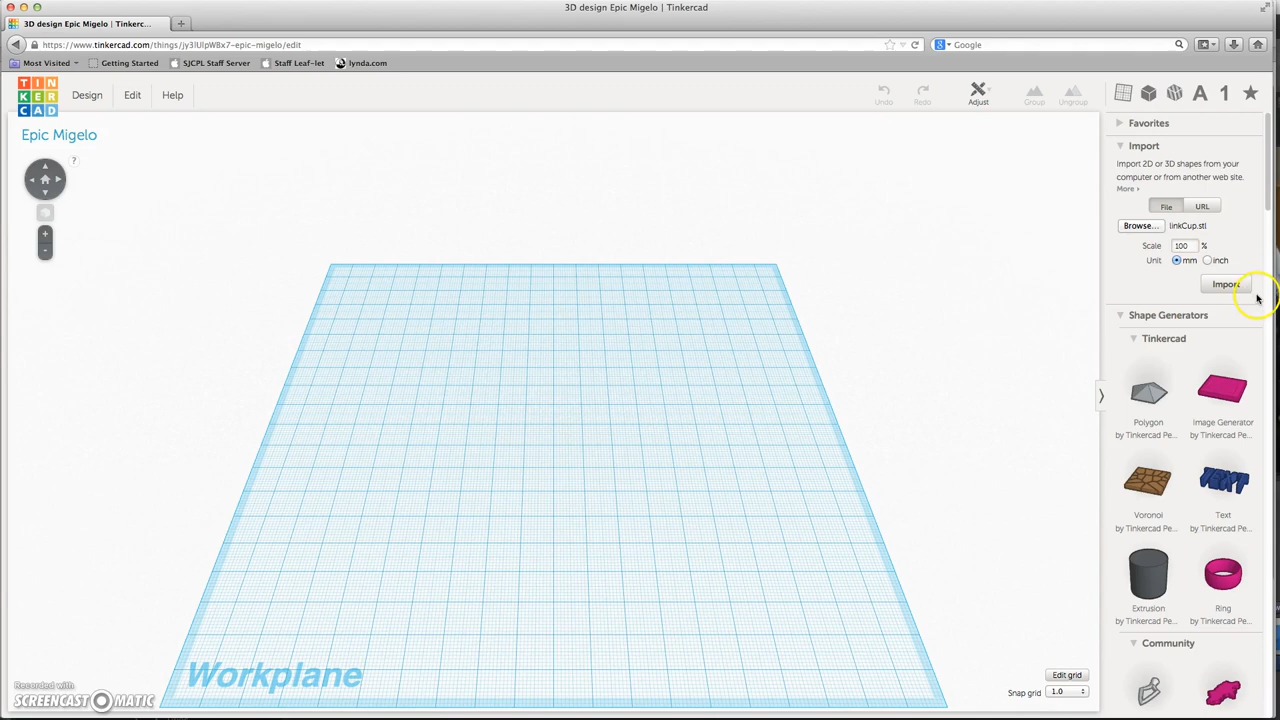 3D design Epic Migelo | Tinkercad
3D design Epic Migelo | Tinkerc...
https://www.tinkercad.com/things/jy3lUlpWBx7-epic-migelo/edit
Google
Most Visited
Getting Started
SJCPL Staff Server
Staff Leaf-let
lynda.com
TIN
KER
CAD
Design
Edit
Help
Undo
Redo
Adjust
Group
Ungroup
A
1
Epic Migelo
?
Favorites
Import
Import 2D or 3D shapes from your
computer or from another web site.
More ›
File
URL
Browse...
linkCup.stl
Scale
100
%
Unit
mm
inch
Import
Shape Generators
Tinkercad
TEXT
Polygon
by Tinkercad Pe...
Image Generator
by Tinkercad Pe...
Voronoi
by Tinkercad Pe...
Text
by Tinkercad Pe...
Extrusion
by Tinkercad Pe...
Ring
by Tinkercad Pe...
Community
Workplane
Edit grid
Snap grid
1.0
Recorded with
SCREENCAST MATIC